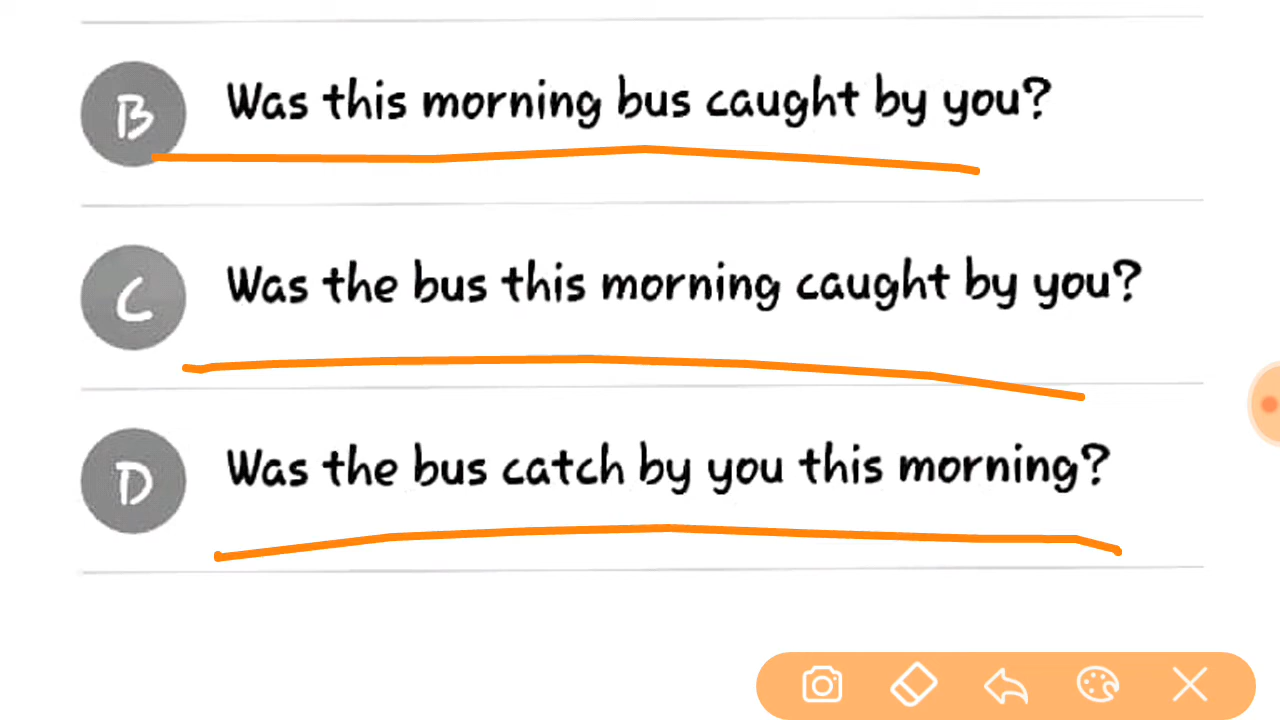 B Was this morning bus caught by you?
C Was the bus this morning caught by you?
D Was the bus catch by you this morning?